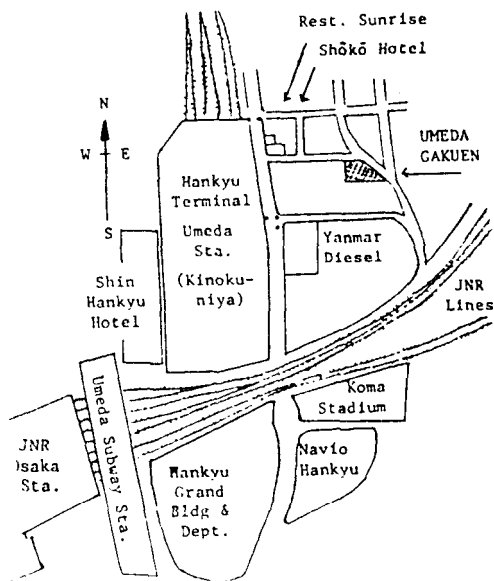 Rest. Sunrise
Shōkō Hotel
N
W E
S
UMEDA
GAKUEN
Hankyu
Terminal
Umeda
Sta.
(Kinoku-
niya)
Yanmar
Diesel
Shin
Hankyu
Hotel
JNR
Lines
Umeda Subway Sta.
Koma
Stadium
JNR
Osaka
Sta.
Navio
Hankyu
Hankyu
Grand
Bldg &
Dept.